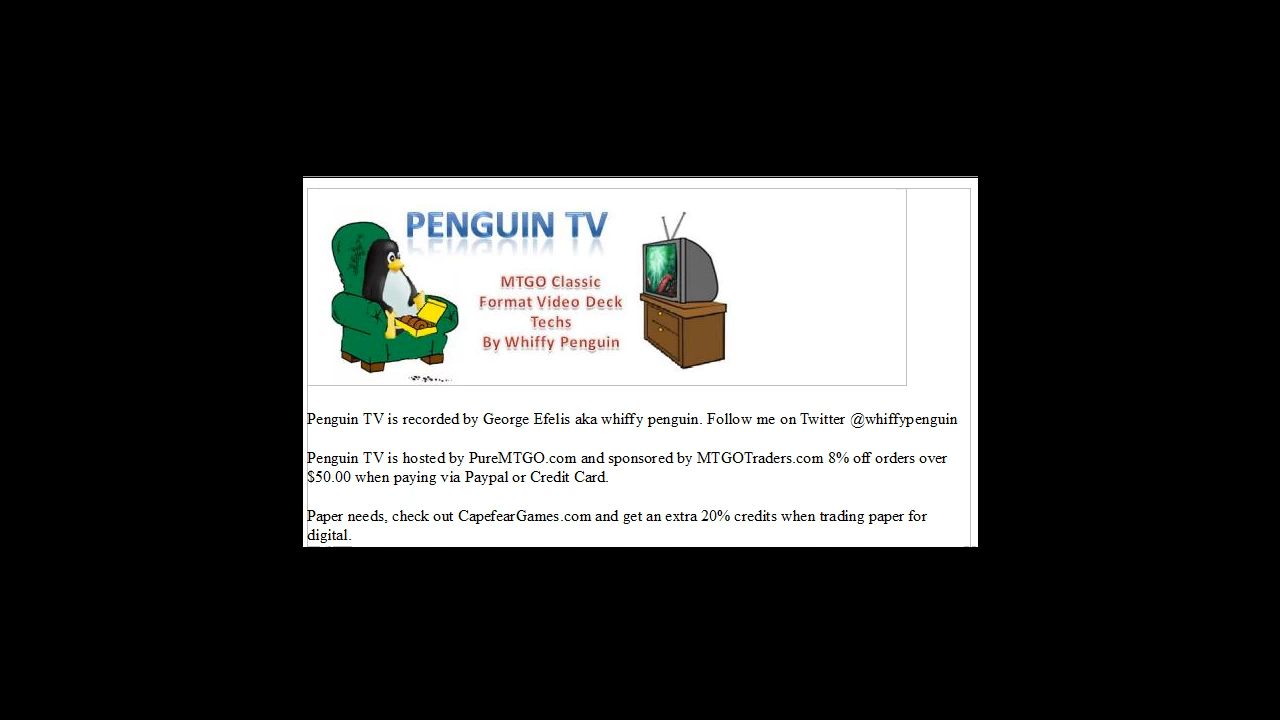 PENGUIN TV
MTGO Classic
Format Video Deck
Techs
By Whiffy Penguin
Penguin TV is recorded by George Efelis aka whiffy penguin. Follow me on Twitter @whiffypenguin
Penguin TV is hosted by PureMTGO.com and sponsored by MTGOTraders.com 8% off orders over
$50.00 when paying via Paypal or Credit Card.
Paper needs, check out CapefearGames.com and get an extra 20% credits when trading paper for
digital.